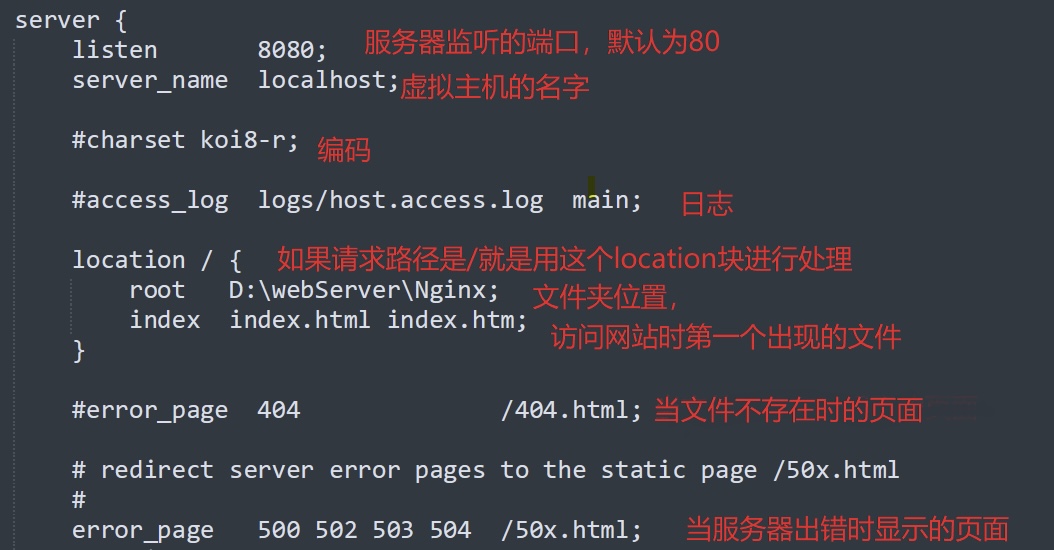 server {
listen 8080; 服务器监听的端口，默认为80
server_name localhost; 虚拟主机的名字
#charset koi8-r; 编码
#access_log logs/host.access.log main; 日志
location / { 如果请求路径是/就是用这个location块进行处理
root D:\webServer\Nginx; 文件夹位置，
index index.html index.htm; 访问网站时第一个出现的文件
}
#error_page 404 /404.html; 当文件不存在时的页面
# redirect server error pages to the static page /50x.html
#
error_page 500 502 503 504 /50x.html; 当服务器出错时显示的页面